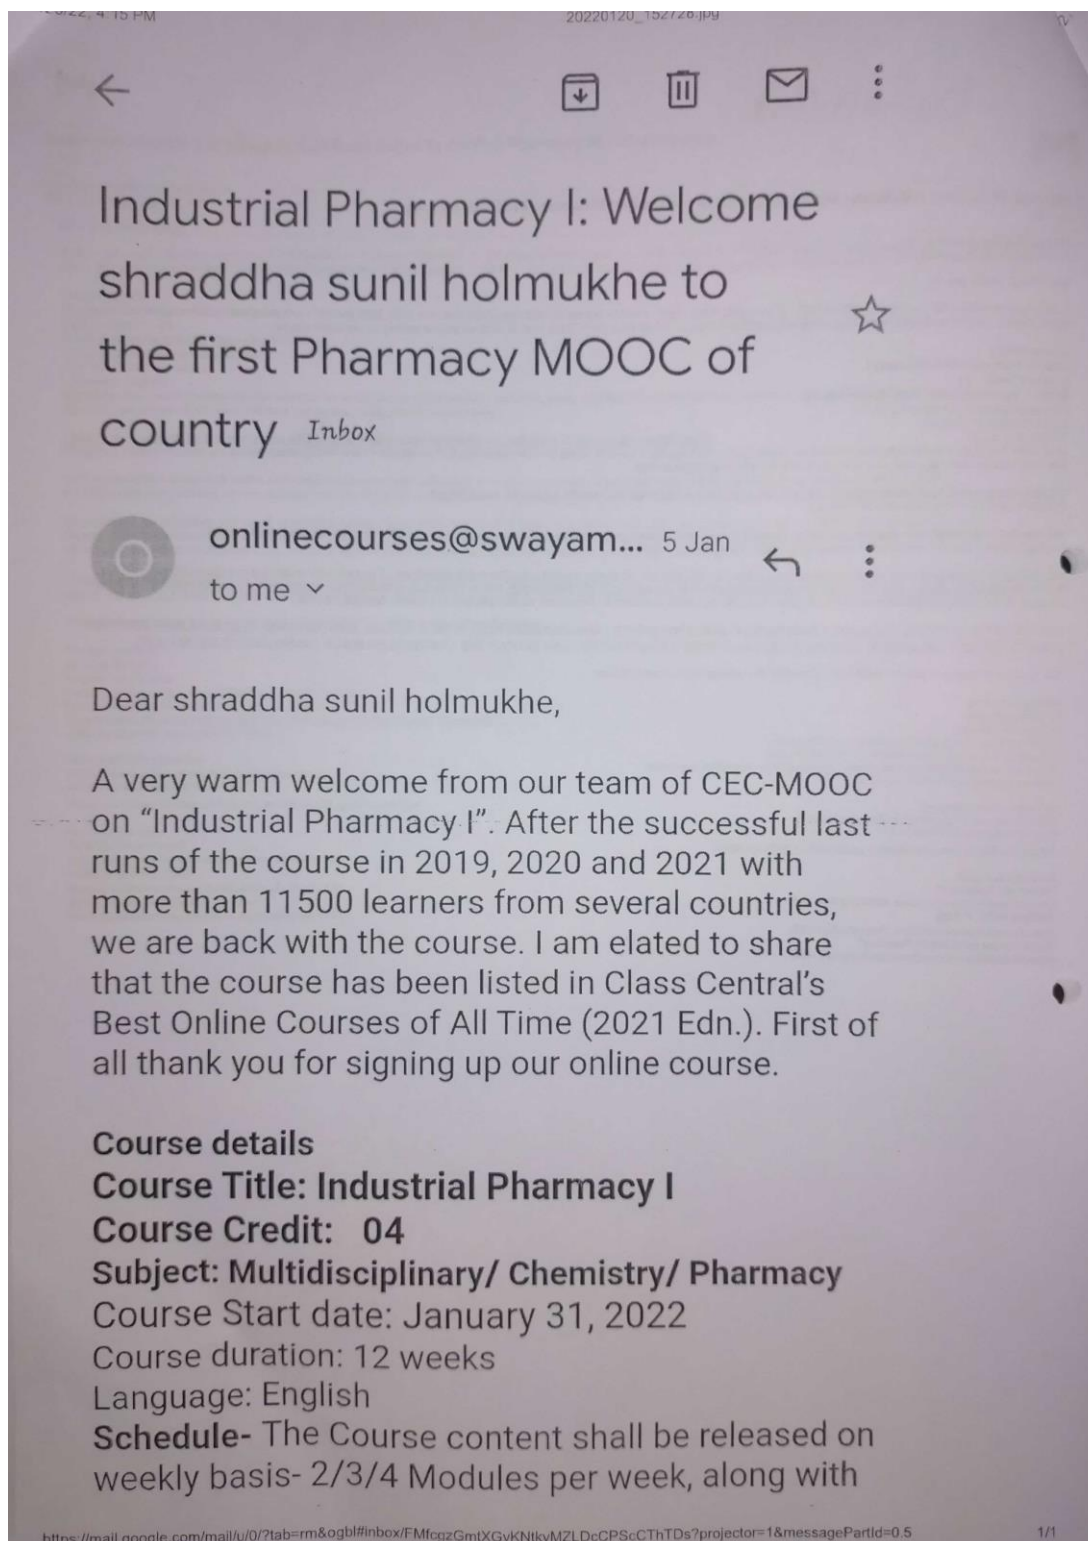 4:15 PM
20220120_152726.jpg
Industrial Pharmacy I: Welcome
shraddha sunil holmukhe to
the first Pharmacy MOOC of
country Inbox
O
onlinecourses@swayam... 5 Jan
to me
Dear shraddha sunil holmukhe,
A very warm welcome from our team of CEC-MOOC
on “Industrial Pharmacy I”. After the successful last
runs of the course in 2019, 2020 and 2021 with
more than 11500 learners from several countries,
we are back with the course. I am elated to share
that the course has been listed in Class Central’s
Best Online Courses of All Time (2021 Edn.). First of
all thank you for signing up our online course.
Course details
Course Title: Industrial Pharmacy I
Course Credit: 04
Subject: Multidisciplinary/ Chemistry/ Pharmacy
Course Start date: January 31, 2022
Course duration: 12 weeks
Language: English
Schedule- The Course content shall be released on
weekly basis- 2/3/4 Modules per week, along with
1/1